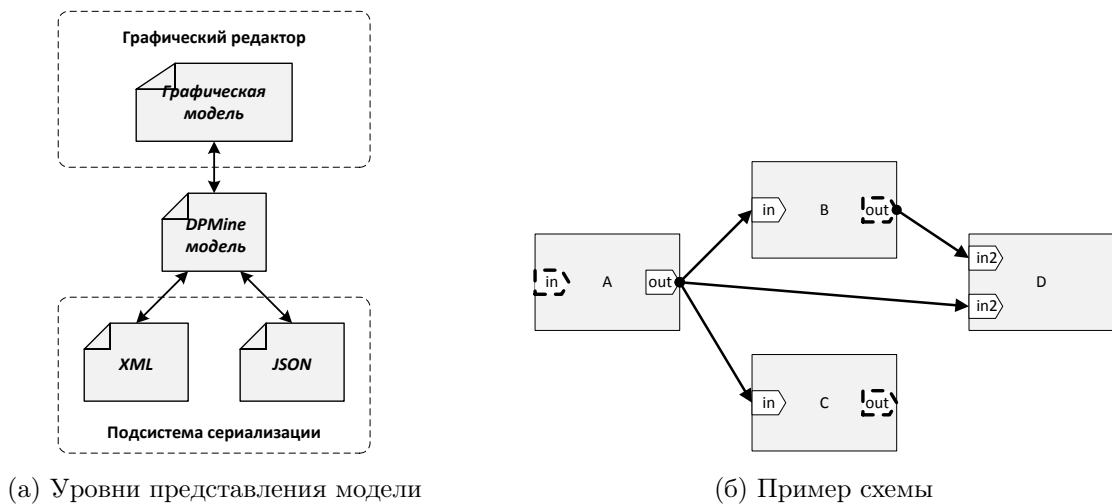 Графический редактор
Графическая
модель
DPMine
модель
XML
JSON
Подсистема сериализации
(а) Уровни представления модели
in
A
out
in
B
out
in
C
out
in2
in2
D
(б) Пример схемы